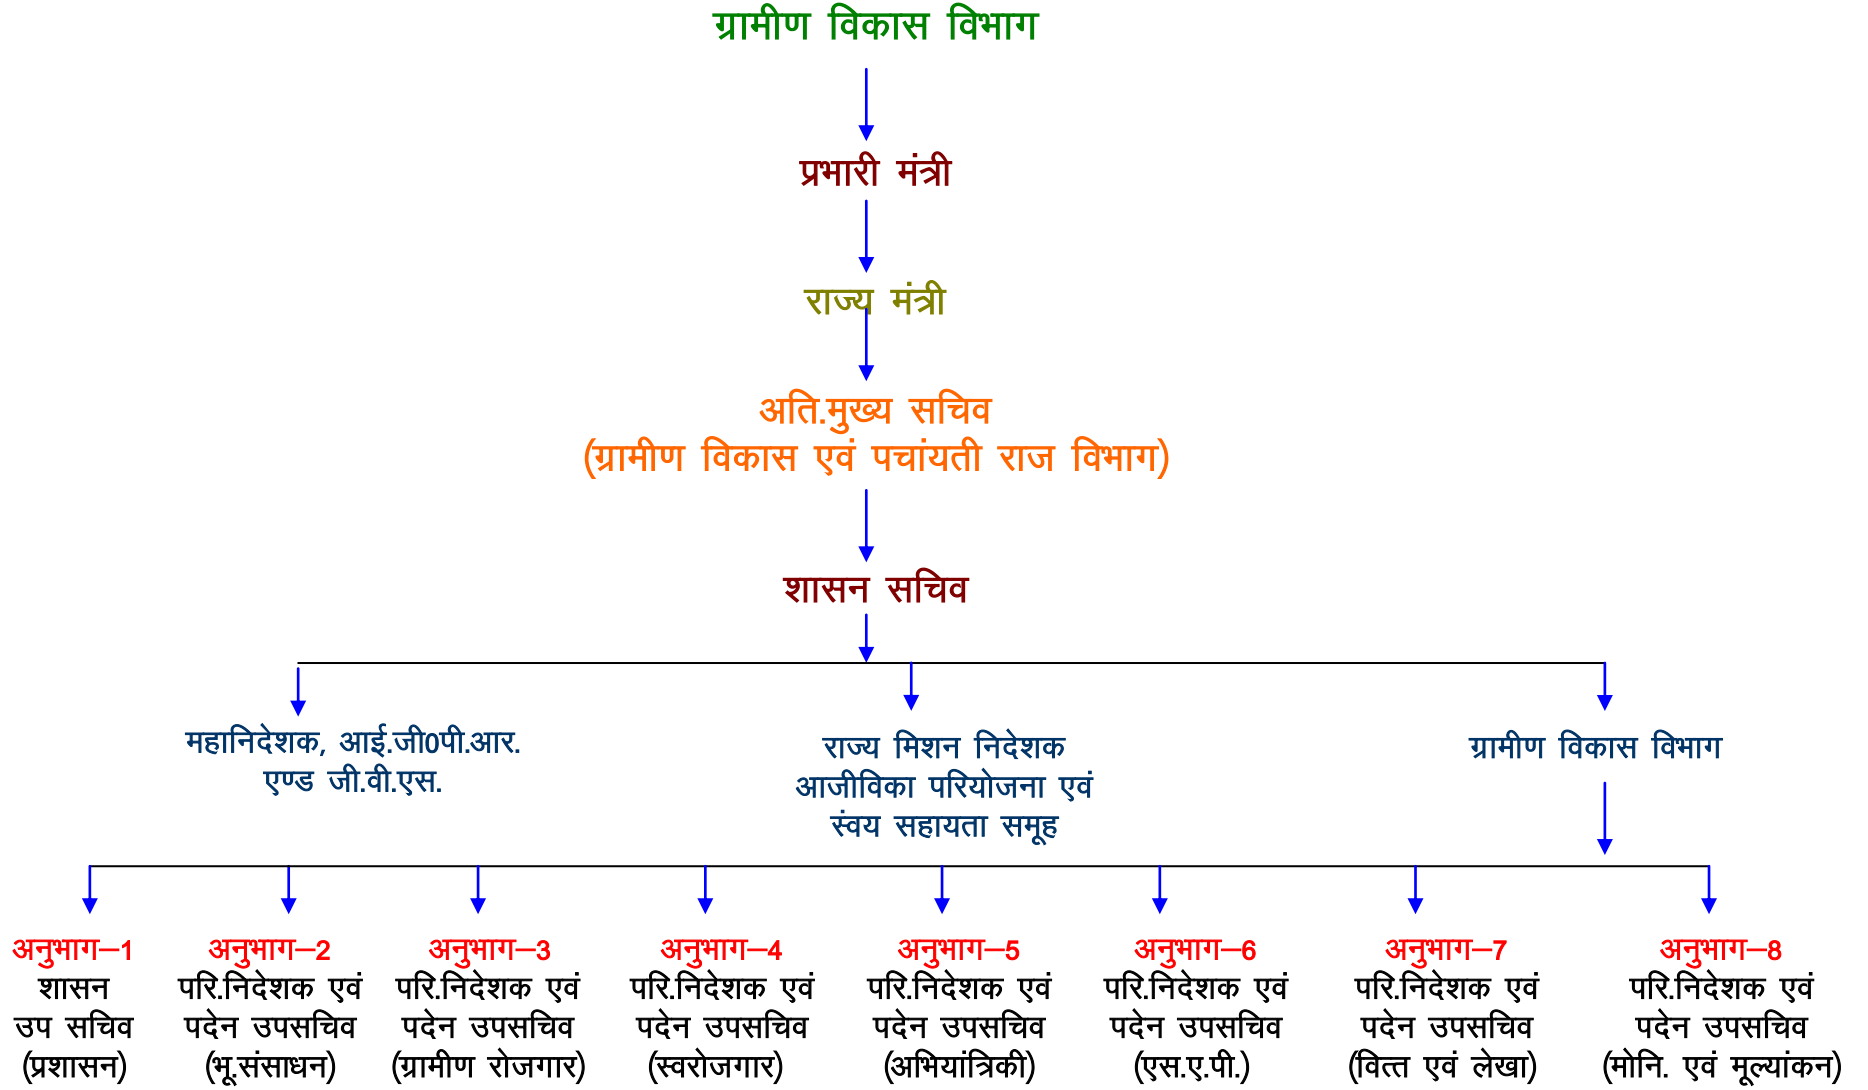 ग्रामीण विकास विभाग
प्रभारी मंत्री
राज्य मंत्री
अति.मुख्य सचिव
(ग्रामीण विकास एवं पचांयती राज विभाग)
शासन सचिव
महानिदेशक, आई.जी0पी.आर.
एण्ड जी.वी.एस.
राज्य मिशन निदेशक
आजीविका परियोजना एवं
स्ंवय सहायता समूह
ग्रामीण विकास विभाग
अनुभाग–1
शासन
उप सचिव
(प्रशासन)
अनुभाग–2
परि.निदेशक एवं
पदेन उपसचिव
(भू.संसाधन)
अनुभाग–3
परि.निदेशक एवं
पदेन उपसचिव
(ग्रामीण रोजगार)
अनुभाग–4
परि.निदेशक एवं
पदेन उपसचिव
(स्वरोजगार)
अनुभाग–5
परि.निदेशक एवं
पदेन उपसचिव
(अभियांत्रिकी)
अनुभाग–6
परि.निदेशक एवं
पदेन उपसचिव
(एस.ए.पी.)
अनुभाग–7
परि.निदेशक एवं
पदेन उपसचिव
(वित्त एवं लेखा)
अनुभाग–8
परि.निदेशक एवं
पदेन उपसचिव
(मोनि. एवं मूल्यांकन)